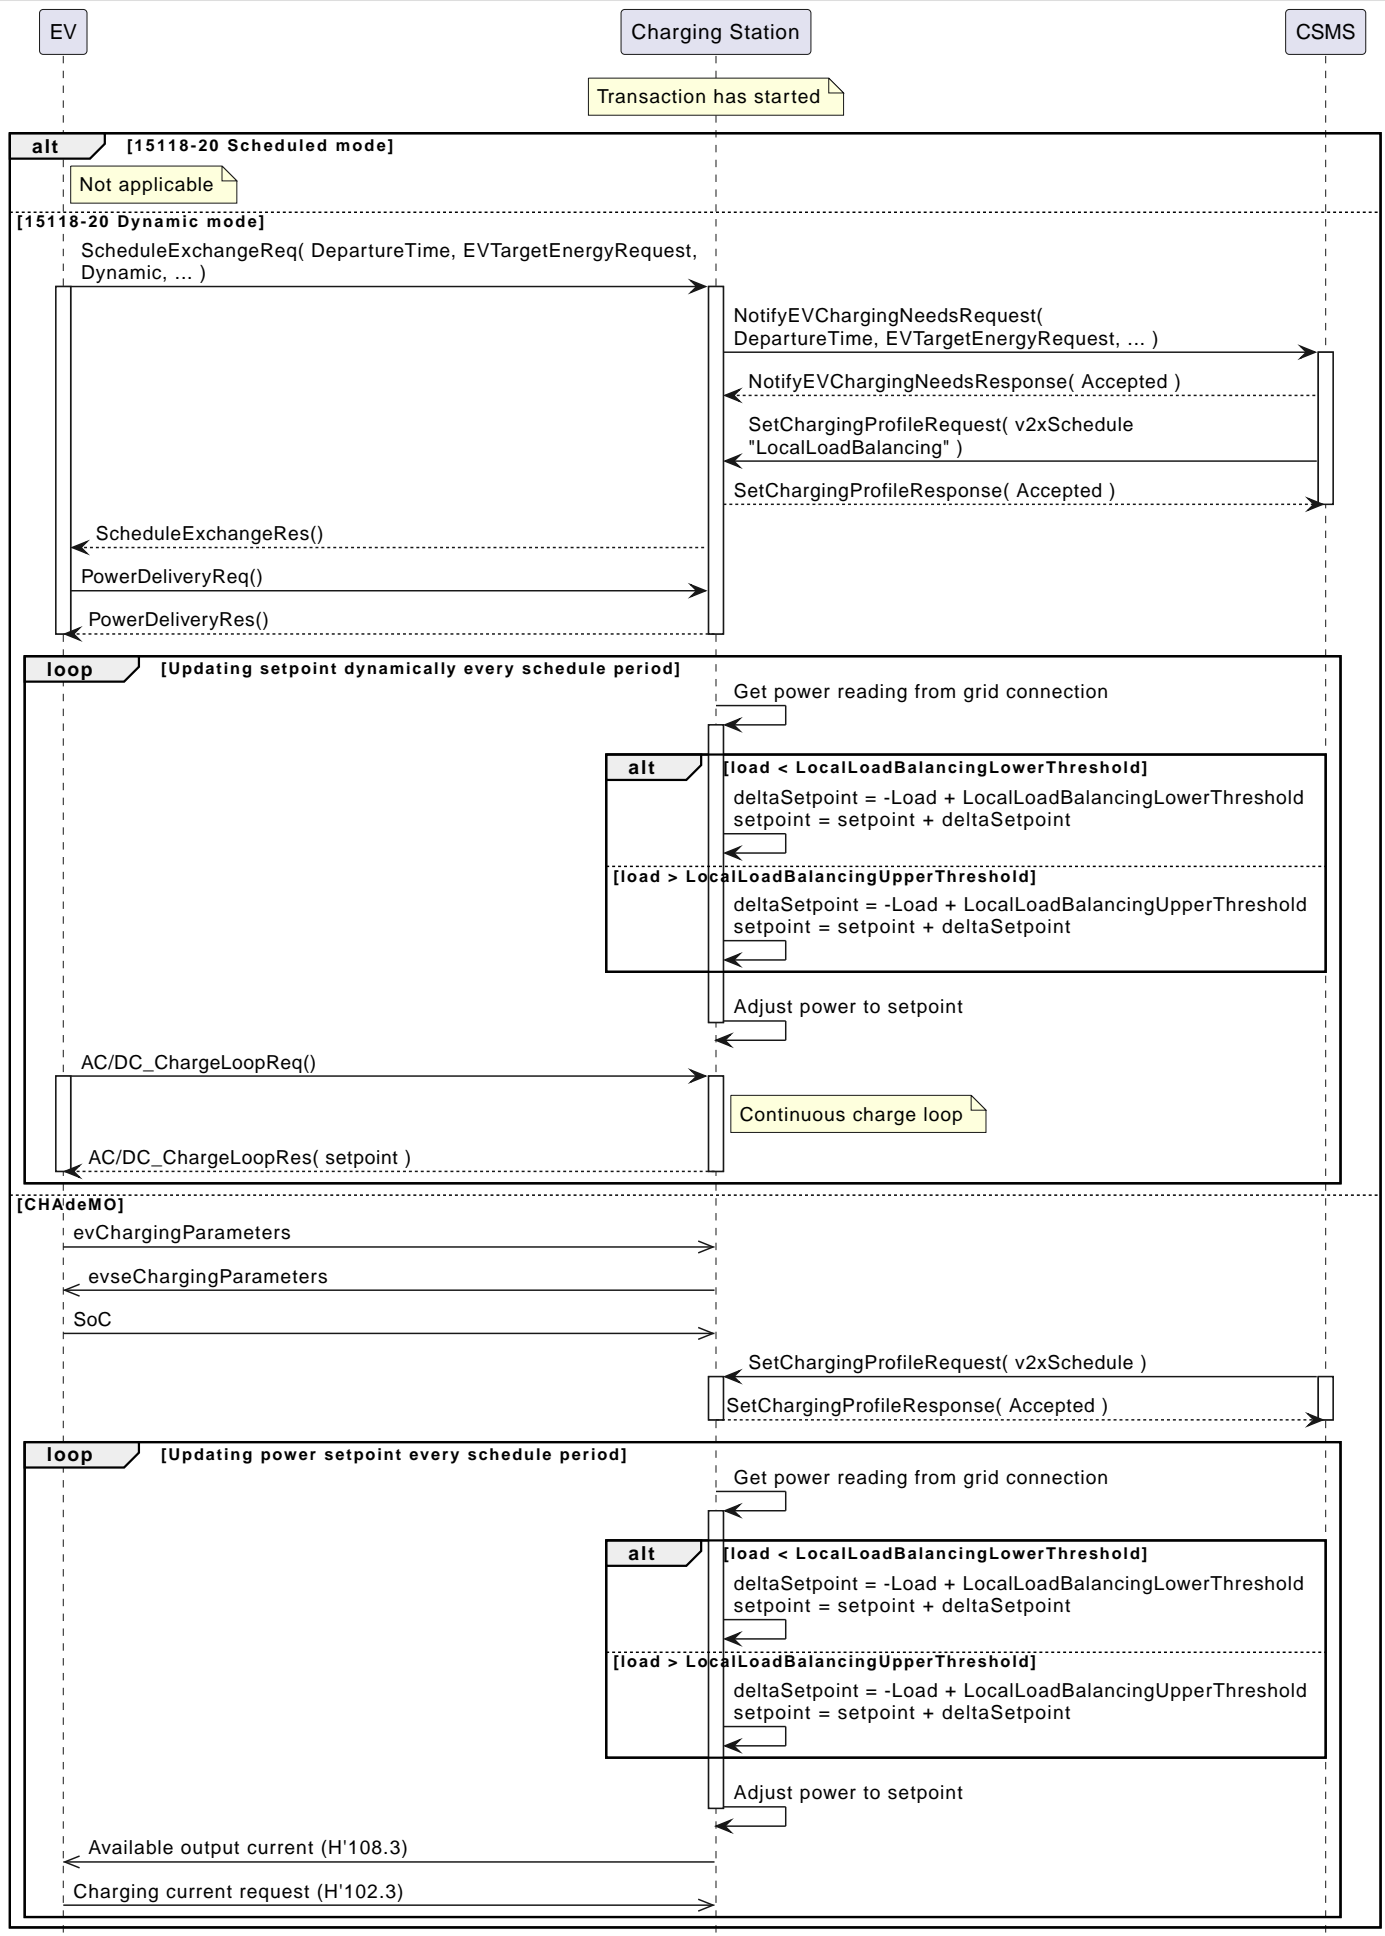 EV
Charging Station
CSMS
Transaction has started
alt
[15118-20 Scheduled mode]
Not applicable
[15118-20 Dynamic mode]
ScheduleExchangeReq( DepartureTime, EVTargetEnergyRequest,
Dynamic, ... )
NotifyEVChargingNeedsRequest(
DepartureTime, EVTargetEnergyRequest, ... )
NotifyEVChargingNeedsResponse( Accepted )
SetChargingProfileRequest( v2xSchedule
"LocalLoadBalancing" )
SetChargingProfileResponse( Accepted )
ScheduleExchangeRes()
PowerDeliveryReq()
PowerDeliveryRes()
loop
[Updating setpoint dynamically every schedule period]
Get power reading from grid connection
alt
[load < LocalLoadBalancingLowerThreshold]
deltaSetpoint = -Load + LocalLoadBalancingLowerThreshold
setpoint = setpoint + deltaSetpoint
[load > LocalLoadBalancingUpperThreshold]
deltaSetpoint = -Load + LocalLoadBalancingUpperThreshold
setpoint = setpoint + deltaSetpoint
Adjust power to setpoint
AC/DC_ChargeLoopReq()
Continuous charge loop
AC/DC_ChargeLoopRes( setpoint )
[CHAdeMO]
evChargingParameters
evseChargingParameters
SoC
SetChargingProfileRequest( v2xSchedule )
SetChargingProfileResponse( Accepted )
loop
[Updating power setpoint every schedule period]
Get power reading from grid connection
alt
[load < LocalLoadBalancingLowerThreshold]
deltaSetpoint = -Load + LocalLoadBalancingLowerThreshold
setpoint = setpoint + deltaSetpoint
[load > LocalLoadBalancingUpperThreshold]
deltaSetpoint = -Load + LocalLoadBalancingUpperThreshold
setpoint = setpoint + deltaSetpoint
Adjust power to setpoint
Available output current (H'108.3)
Charging current request (H'102.3)